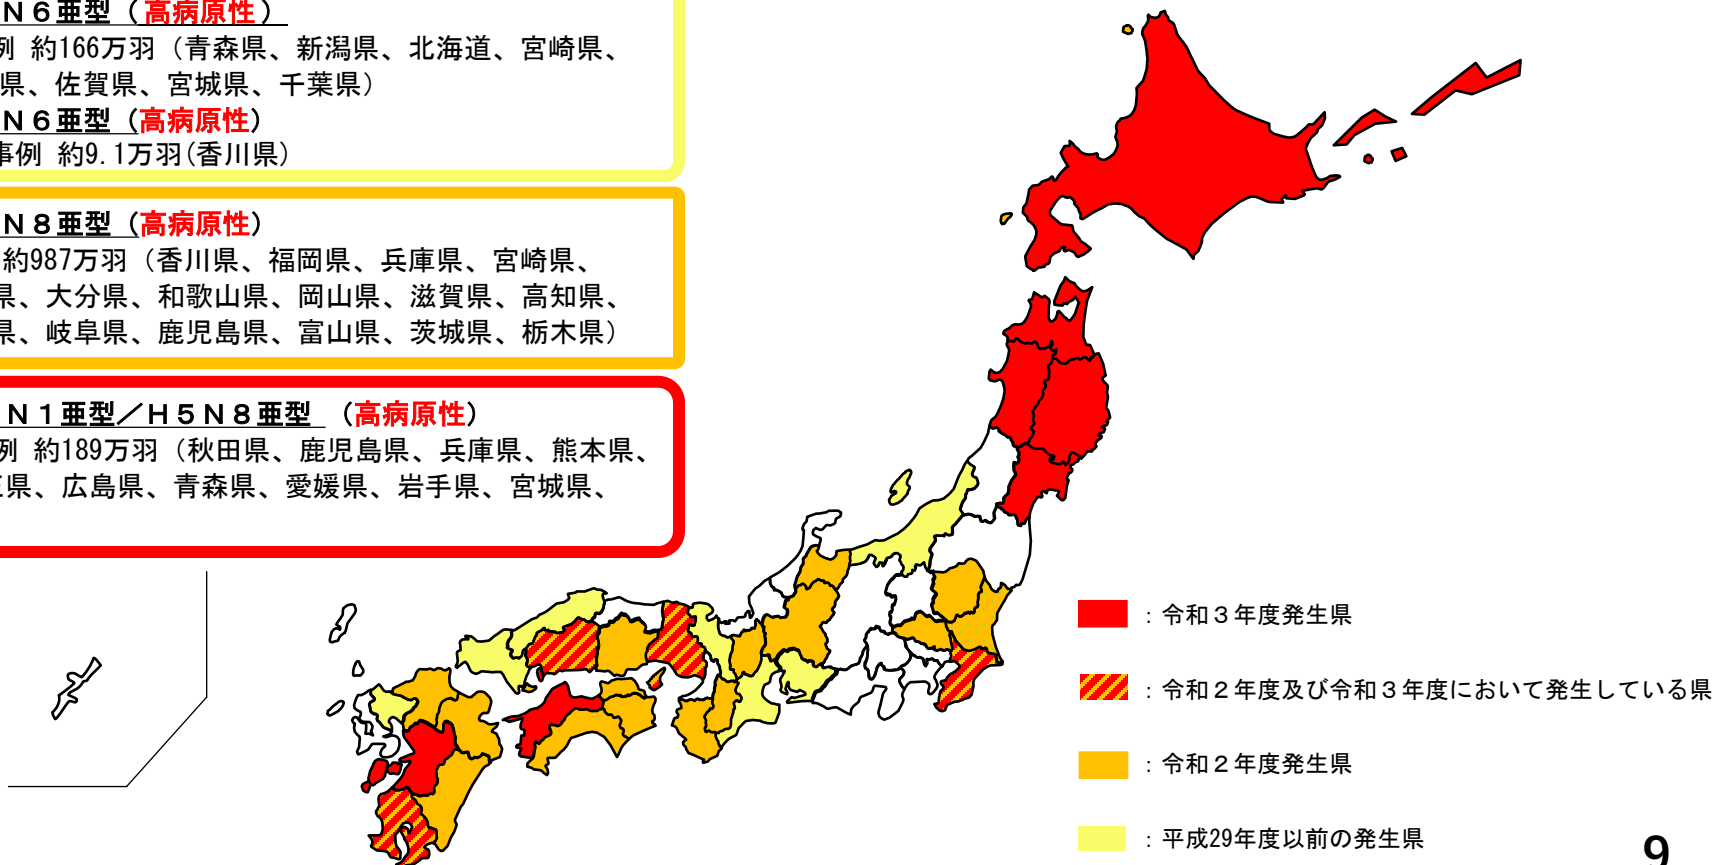 Ｎ６亜型（高病原性）
例 約166万羽（青森県、新潟県、北海道、宮崎県、
県、佐賀県、宮城県、千葉県）
Ｎ６亜型（高病原性）
事例 約9.1万羽(香川県）
Ｎ８亜型（高病原性）
約987万羽（香川県、福岡県、兵庫県、宮崎県、
県、大分県、和歌山県、岡山県、滋賀県、高知県、
県、岐阜県、鹿児島県、富山県、茨城県、栃木県）
Ｎ１亜型／Ｈ５Ｎ８亜型 （高病原性）
例 約189万羽（秋田県、鹿児島県、兵庫県、熊本県、
県、広島県、青森県、愛媛県、岩手県、宮城県、
：令和３年度発生県
：令和２年度及び令和３年度において発生している県
：令和２年度発生県
：平成29年度以前の発生県
9